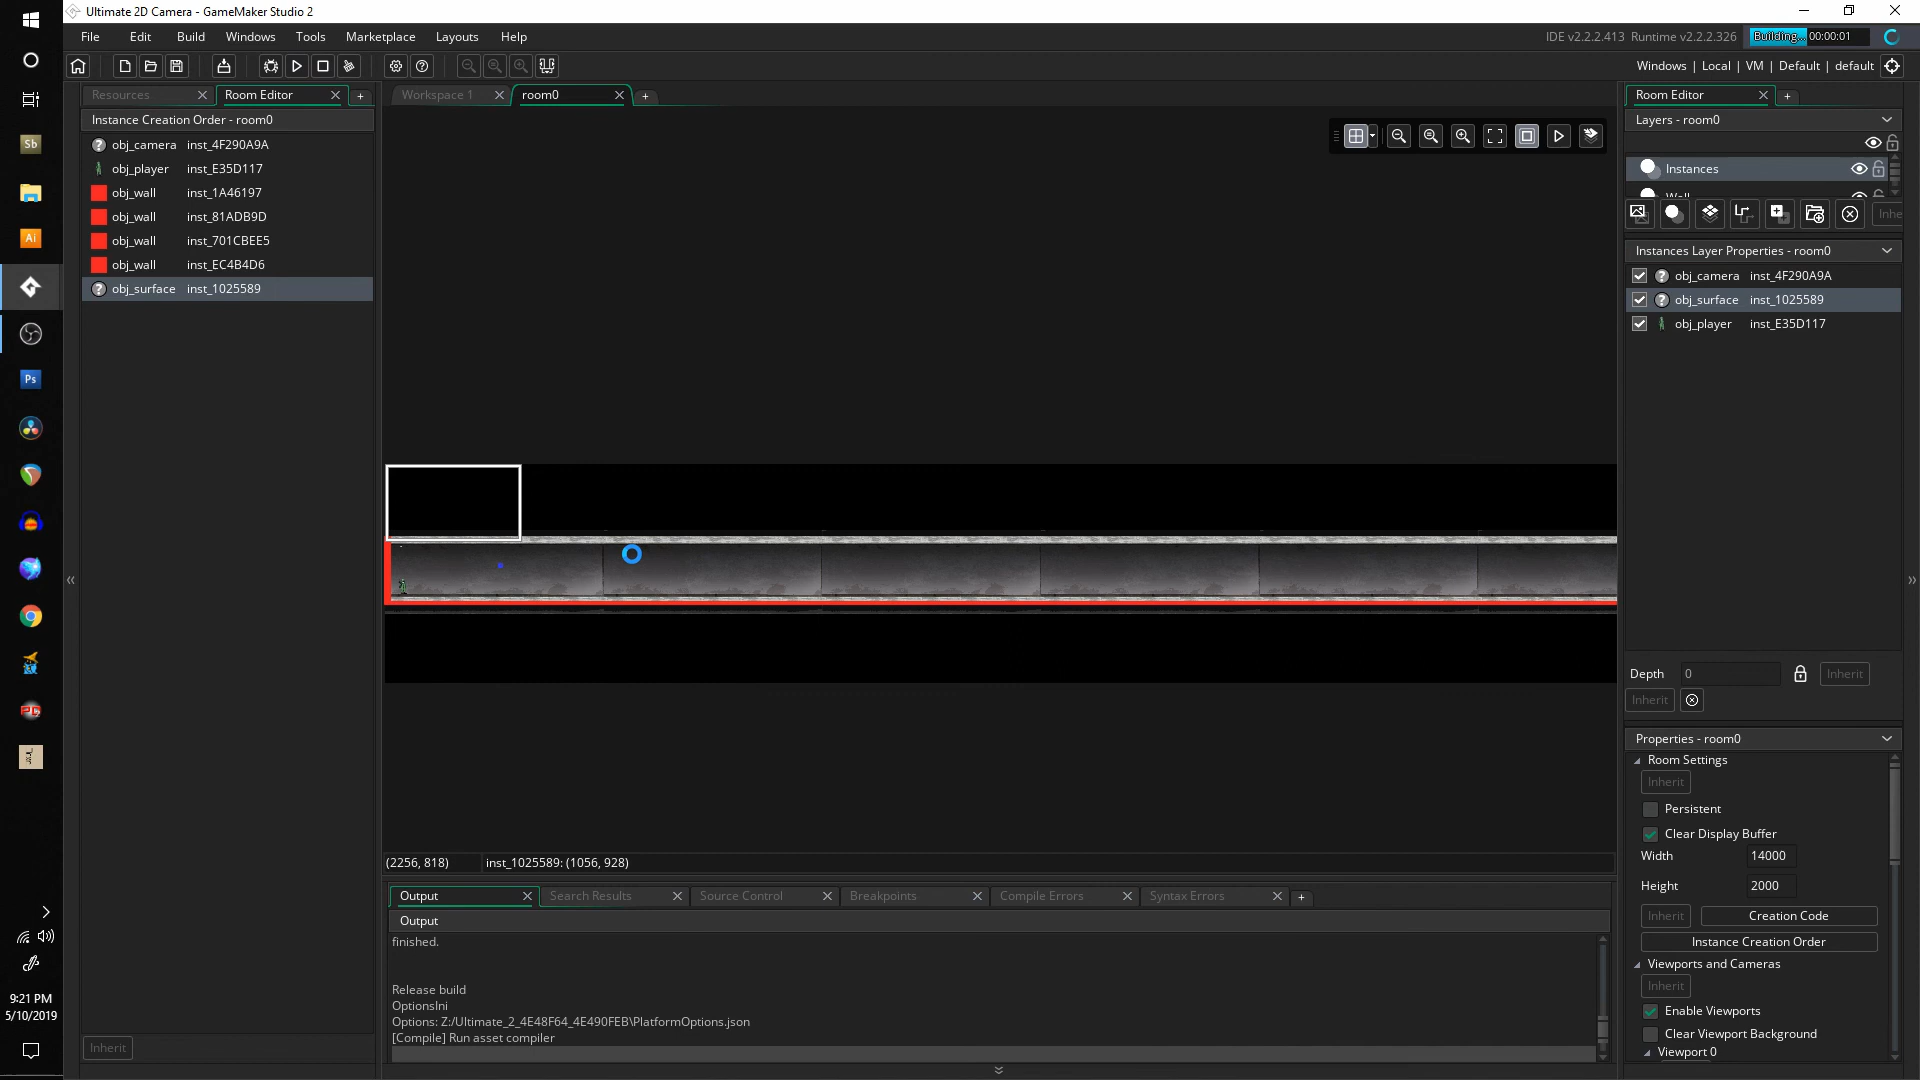 Ultimate 2D Camera - GameMaker Studio 2
File Edit Build Windows Tools Marketplace Layouts Help
IDE v2.2.2.413 Runtime v2.2.2.326 Building... 00:00:01
Windows | Local | VM | Default | default
Resources Room Editor
Workspace 1 room0
Room Editor
Instance Creation Order - room0
obj_camera inst_4F290A9A
obj_player inst_E35D117
obj_wall inst_1A46197
obj_wall inst_81ADB9D
obj_wall inst_701CBEE5
obj_wall inst_EC4B4D6
obj_surface inst_1025589
Inherit
(2256, 818) inst_1025589: (1056, 928)
Output Search Results Source Control Breakpoints Compile Errors Syntax Errors
Output
finished.
Release build
OptionsIni
Options: Z:/Ultimate_2_4E48F64_4E490FEB\PlatformOptions.json
[Compile] Run asset compiler
Layers - room0
Instances
Wall
Inhe
Instances Layer Properties - room0
obj_camera inst_4F290A9A
obj_surface inst_1025589
obj_player inst_E35D117
Depth 0 Inherit
Inherit
Properties - room0
Room Settings
Inherit
Persistent
Clear Display Buffer
Width 14000
Height 2000
Inherit Creation Code
Instance Creation Order
Viewports and Cameras
Inherit
Enable Viewports
Clear Viewport Background
Viewport 0
Sb
Ai
Ps
PG
9:21 PM
5/10/2019